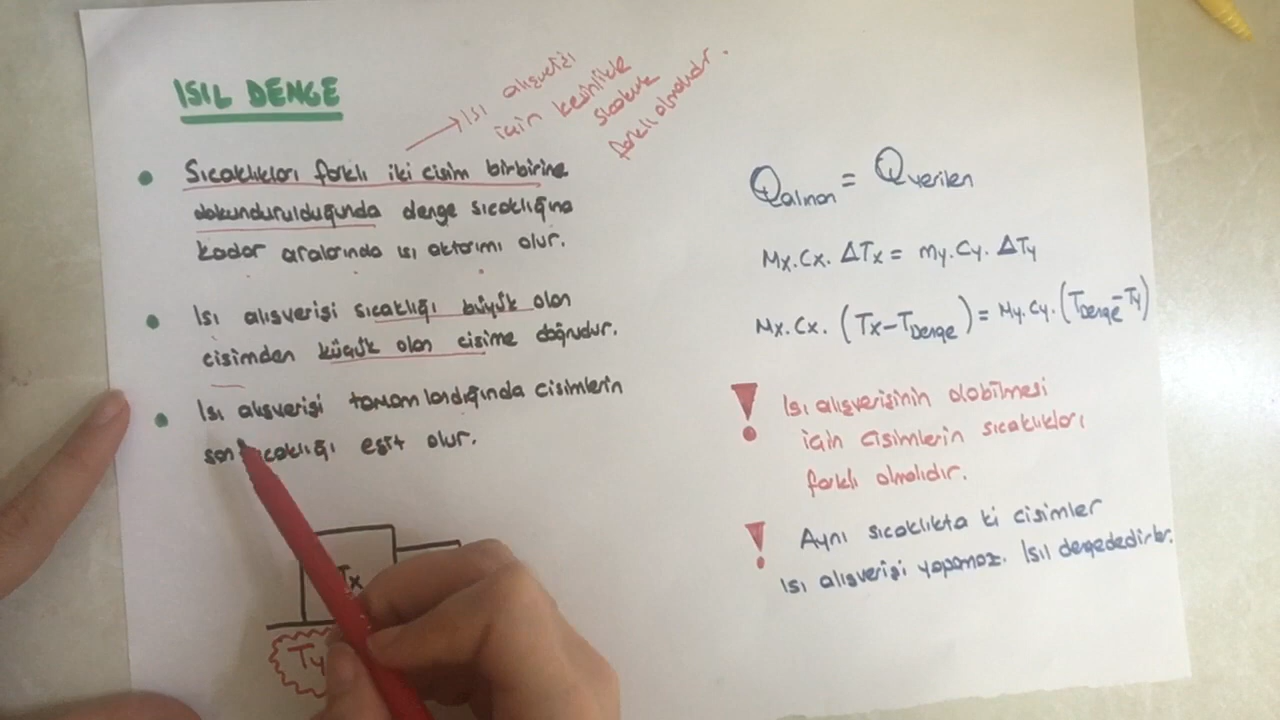 ISIL DENGE
Isı alışverişi
için kesinlikle
sıcaklık
farklı olmalıdır.
Sıcaklıkları farklı iki cisim birbirine
dokundurulduğunda denge sıcaklığına
kadar aralarında ısı aktarımı olur.
Isı alışverişi sıcaklığı büyük olan
cisimden küçük olan cisime doğrudur.
Isı alışverişi tamamlandığında cisimlerin
son sıcaklığı eşit olur.
Tx
Ty
Qalınan = Qverilen
Mx.Cx. ΔTx = my.Cy. ΔTy
Mx.Cx. (Tx-TDenge) = My.Cy. (TDenge-Ty)
! Isı alışverişinin olabilmesi
için cisimlerin sıcaklıkları
farklı olmalıdır.
! Aynı sıcaklıkta ki cisimler
ısı alışverişi yapamaz. Isıl dengededirler.